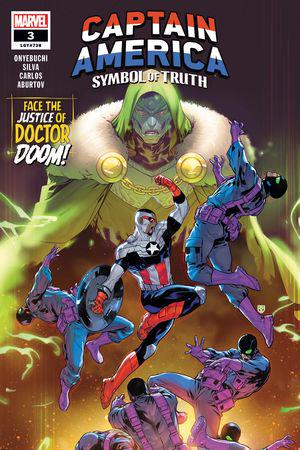 MARVEL
3
LGY#728
ONYEBUCHI
SILVA
CARLOS
ABURTOV
CAPTAIN
AMERICA
SYMBOL OF TRUTH
FACE THE
JUSTICE OF
DOCTOR
DOOM!